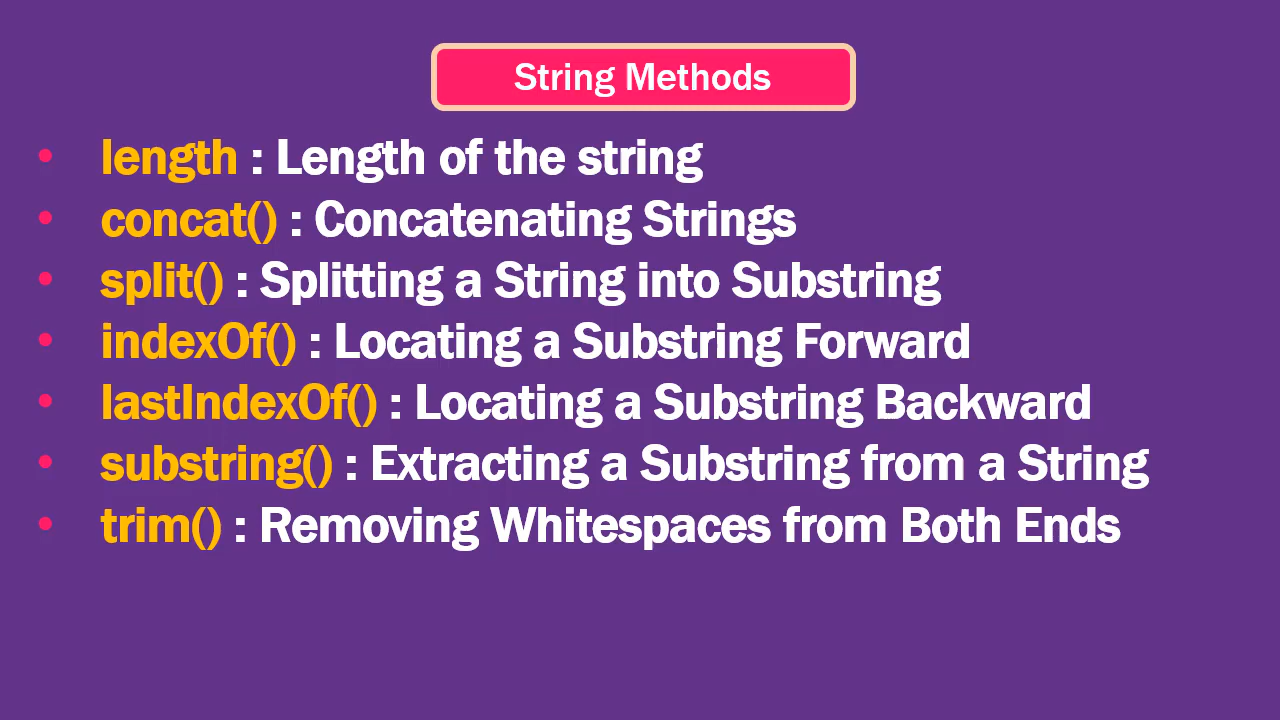 String Methods
• length : Length of the string
• concat() : Concatenating Strings
• split() : Splitting a String into Substring
• indexOf() : Locating a Substring Forward
• lastIndexOf() : Locating a Substring Backward
• substring() : Extracting a Substring from a String
• trim() : Removing Whitespaces from Both Ends